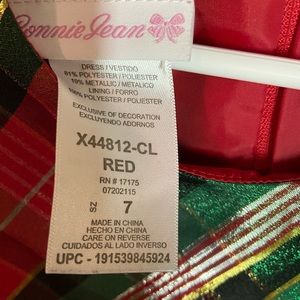 Bonnie Jean
DRESS / VESTIDO
81% POLYESTER / POLIESTER
19% METALLIC / METALICO
LINING / FORRO
100% POLYESTER / POLIESTER
EXCLUSIVE OF DECORATION
EXCLUYENDO ADORNOS
X44812-CL
RED
RN # 17175
07202115
SZ 7
MADE IN CHINA
HECHO EN CHINA
CARE ON REVERSE
CUIDADOS AL LADO INVERSO
UPC - 191539845924